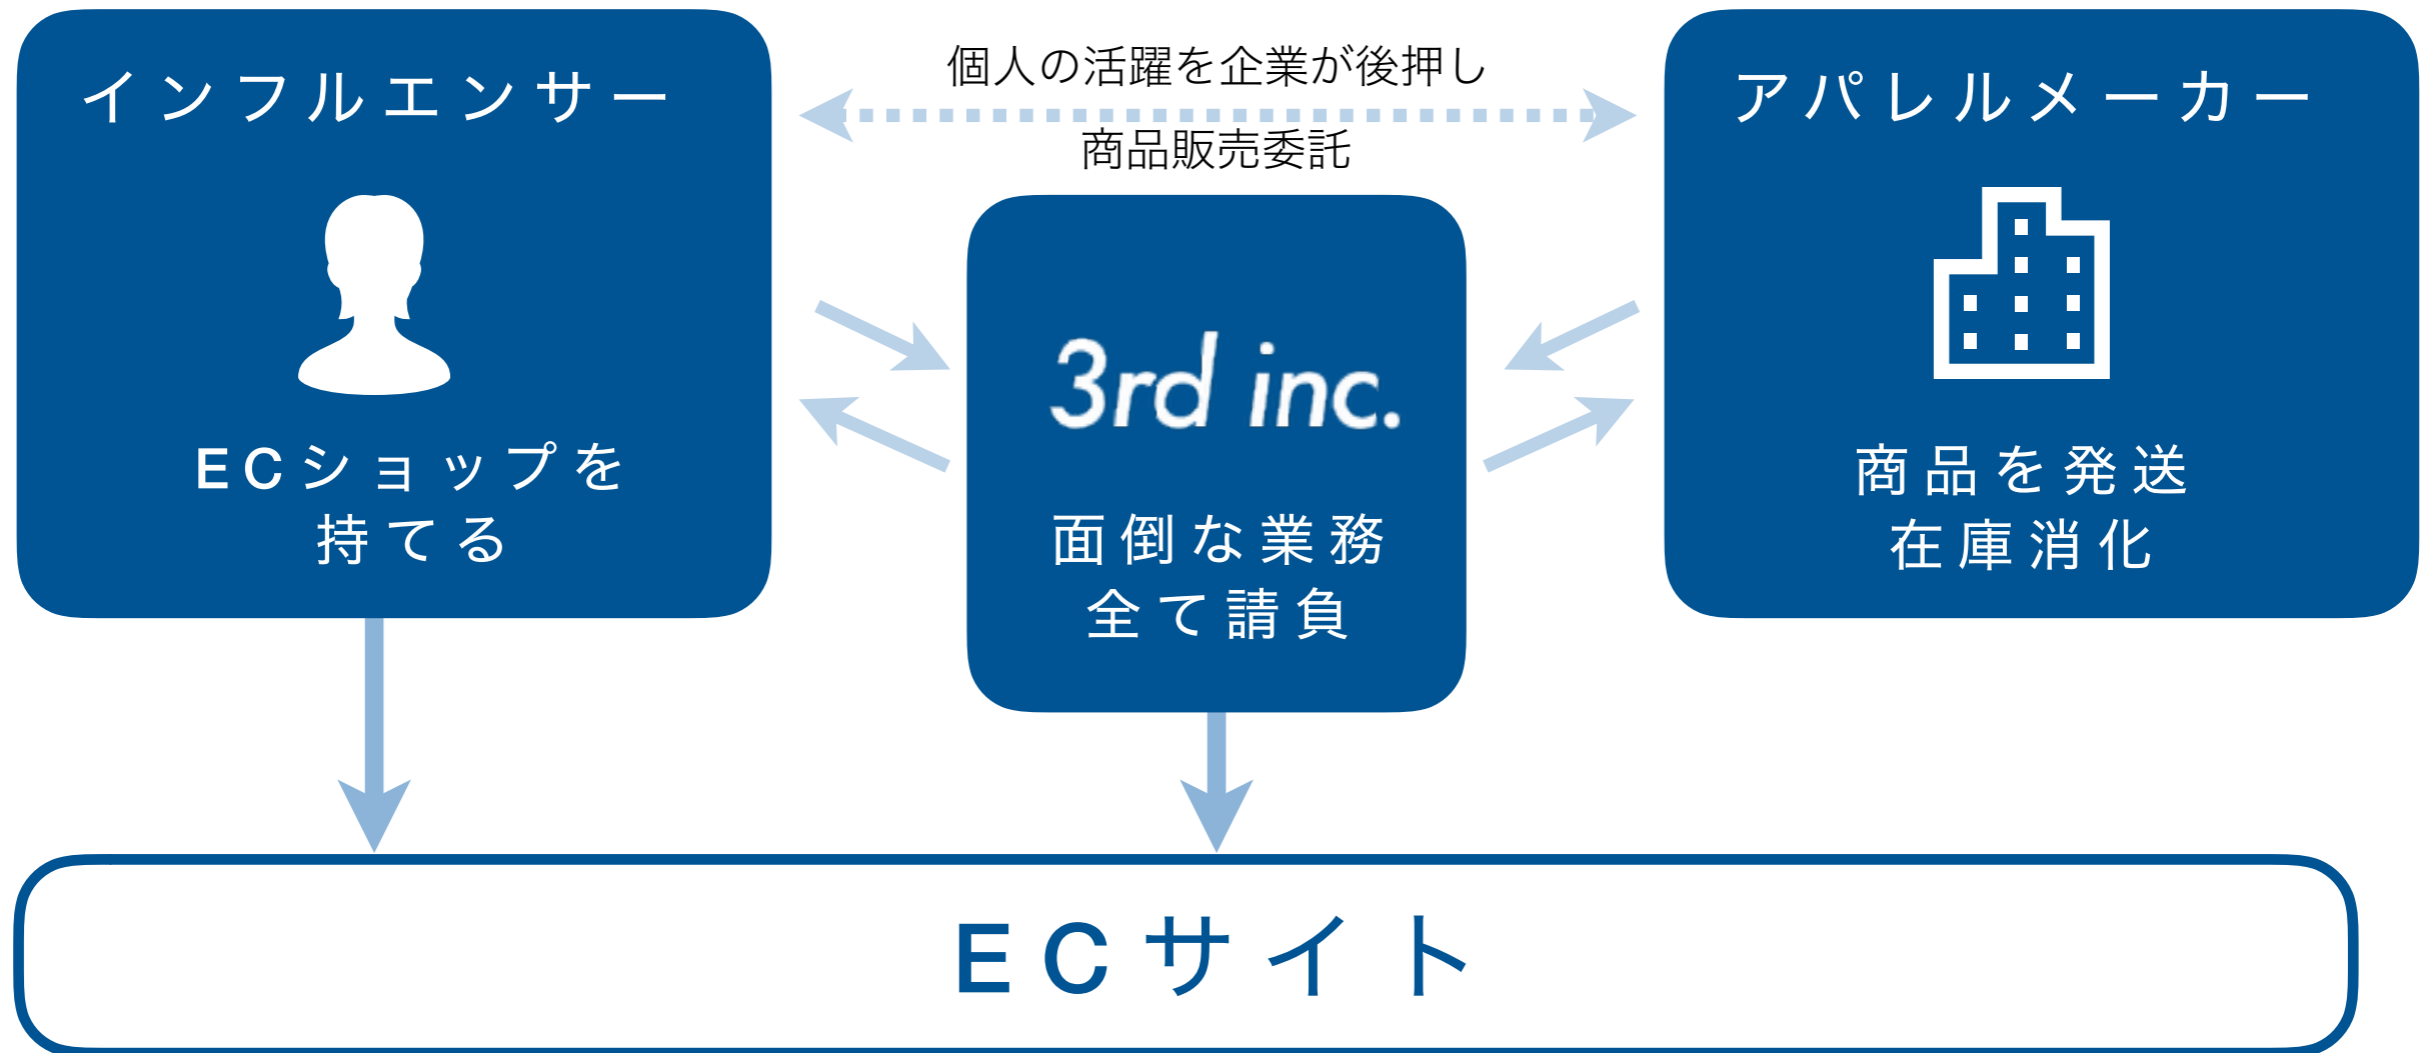 インフルエンサー
ECショップを
持てる
個人の活躍を企業が後押し
商品販売委託
3rd inc.
面倒な業務
全て請負
アパレルメーカー
商品を発送
在庫消化
ECサイト